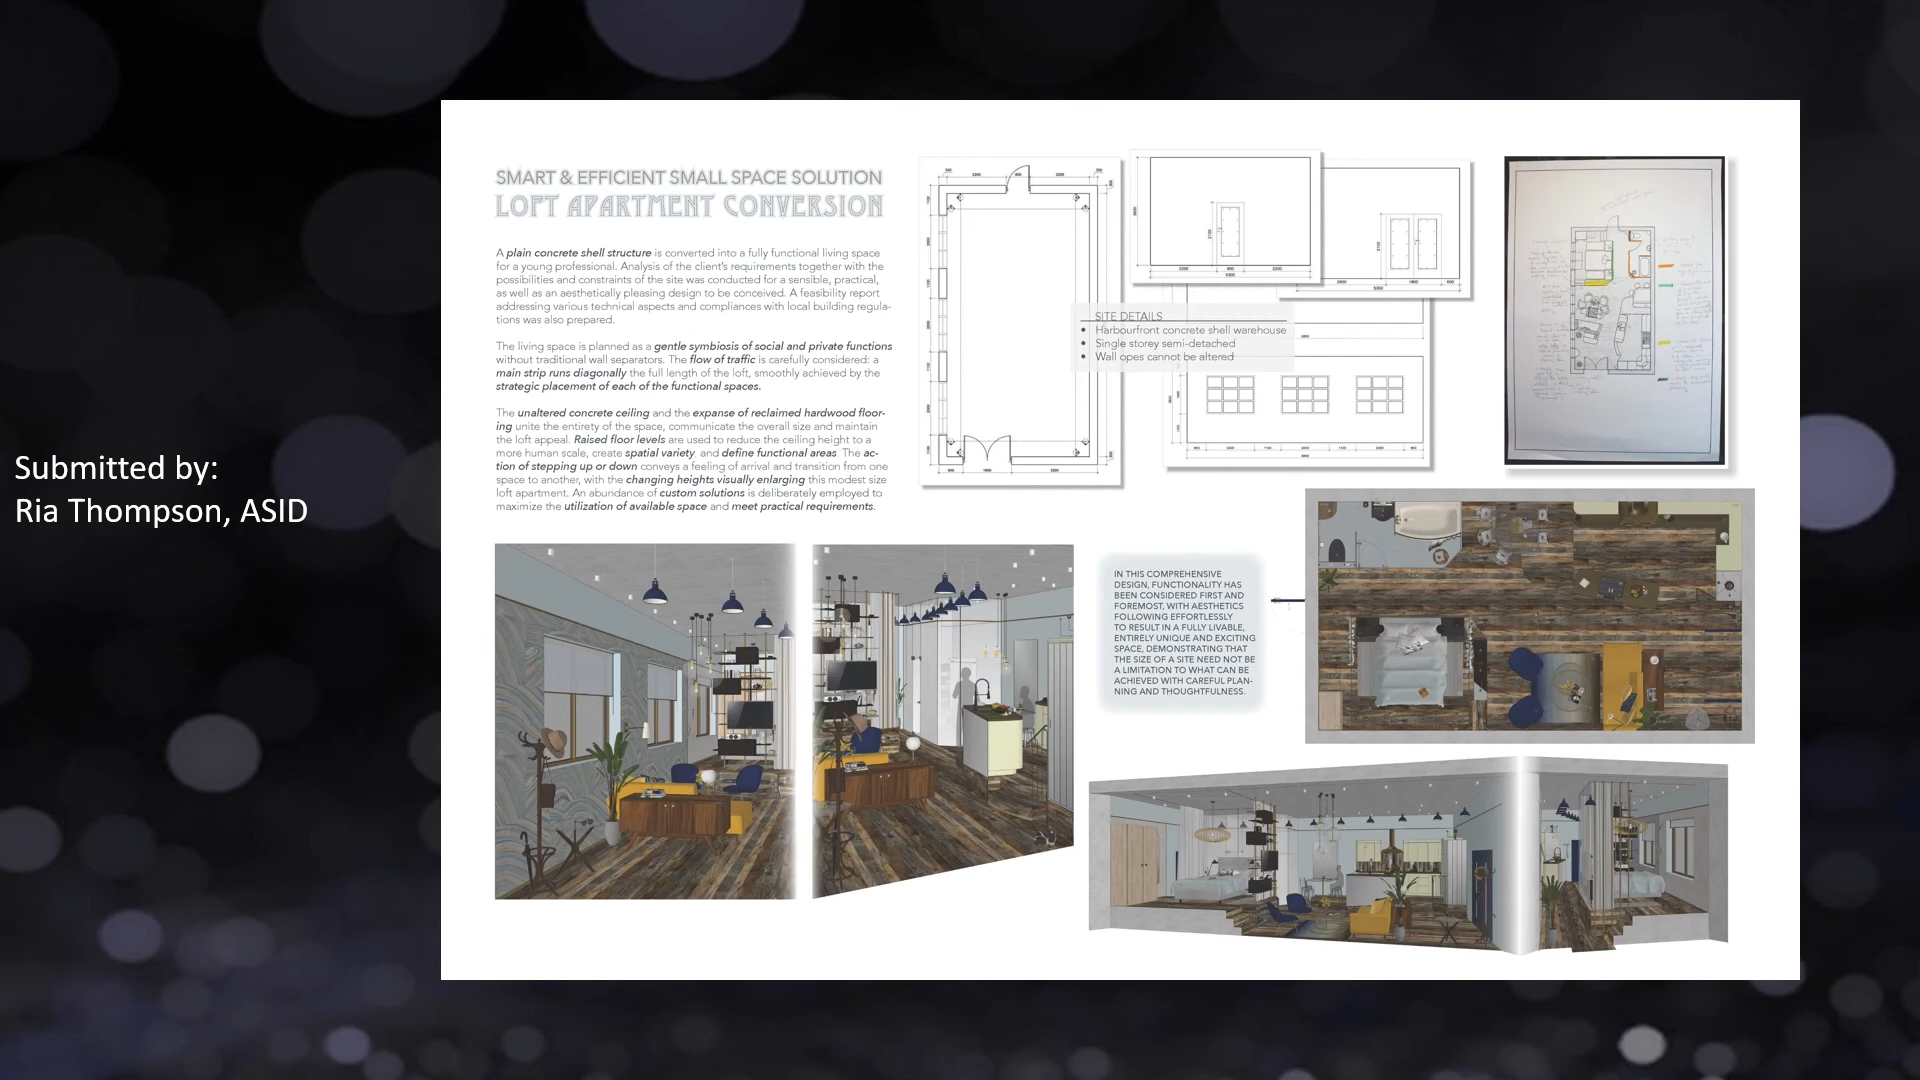 Submitted by:
Ria Thompson, ASID
SMART & EFFICIENT SMALL SPACE SOLUTION
LOFT APARTMENT CONVERSION
A plain concrete shell structure is converted into a fully functional living space
for a young professional. Analysis of the client's requirements together with the
possibilities and constraints of the site was conducted for a sensible, practical,
as well as an aesthetically pleasing design to be conceived. A feasibility report
addressing various technical aspects and compliances with local building regula-
tions was also prepared.
The living space is planned as a gentle symbiosis of social and private functions
without traditional wall separators. The flow of traffic is carefully considered: a
main strip runs diagonally the full length of the loft, smoothly achieved by the
strategic placement of each of the functional spaces.
The unaltered concrete ceiling and the expanse of reclaimed hardwood floor-
ing unite the entirety of the space, communicate the overall size and maintain
the loft appeal. Raised floor levels are used to reduce the ceiling height to a
more human scale, create spatial variety, and define functional areas. The ac-
tion of stepping up or down conveys a feeling of arrival and transition from one
space to another, with the changing heights visually enlarging this modest size
loft apartment. An abundance of custom solutions is deliberately employed to
maximize the utilization of available space and meet practical requirements.
SITE DETAILS
• Harbourfront concrete shell warehouse
• Single storey semi-detached
• Wall opes cannot be altered
IN THIS COMPREHENSIVE
DESIGN, FUNCTIONALITY HAS
BEEN CONSIDERED FIRST AND
FOREMOST, WITH AESTHETICS
FOLLOWING EFFORTLESSLY
TO RESULT IN A FULLY LIVABLE,
ENTIRELY UNIQUE AND EXCITING
SPACE, DEMONSTRATING THAT
THE SIZE OF A SITE NEED NOT BE
A LIMITATION TO WHAT CAN BE
ACHIEVED WITH CAREFUL PLAN-
NING AND THOUGHTFULNESS.